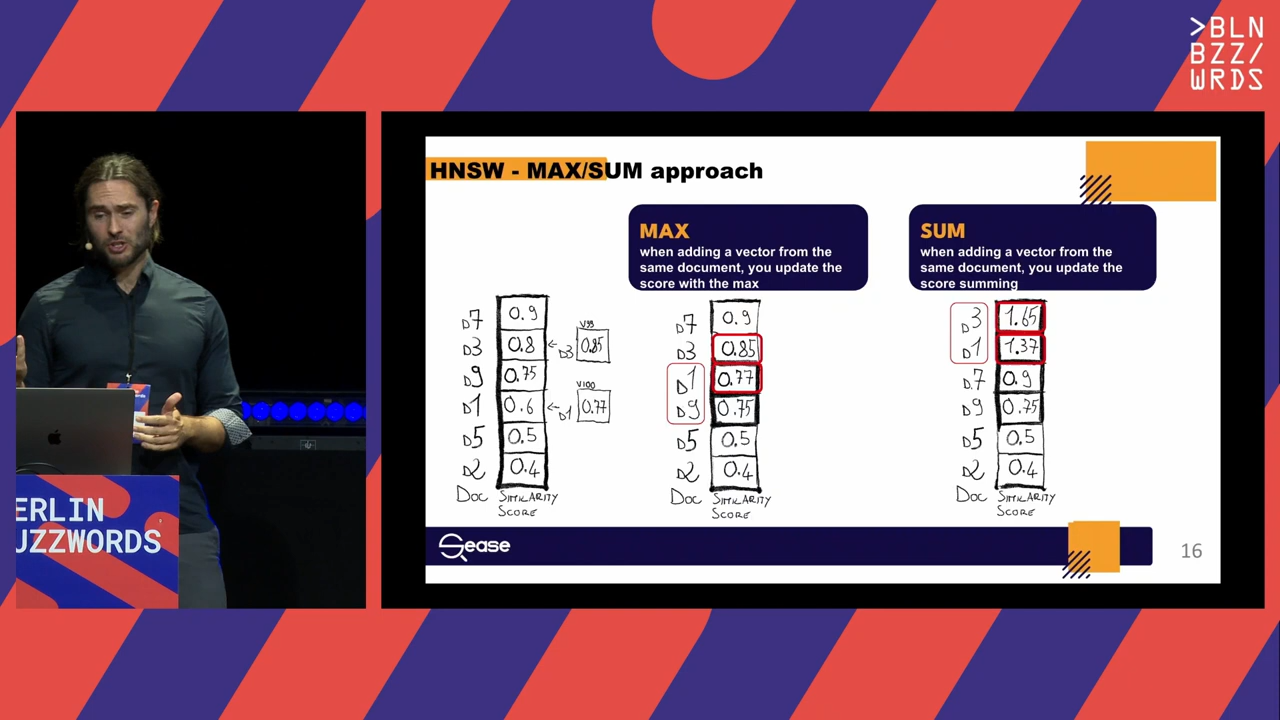 >BLN
BZZ/
WRDS
HNSW - MAX/SUM approach
MAX
when adding a vector from the
same document, you update the
score with the max
SUM
when adding a vector from the
same document, you update the
score summing
D7 0.9
D3 0.8 ← D3 V99 0.85
D9 0.75
D1 0.6 ← D1 V100 0.77
D5 0.5
D2 0.4
DOC SIMILARITY
SCORE
D7 0.9
D3 0.85
D1 0.77
D9 0.75
D5 0.5
D2 0.4
DOC SIMILARITY
SCORE
D3 1.65
D1 1.37
D7 0.9
D9 0.75
D5 0.5
D2 0.4
DOC SIMILARITY
SCORE
Sease
16
ERLIN
UZZWORDS